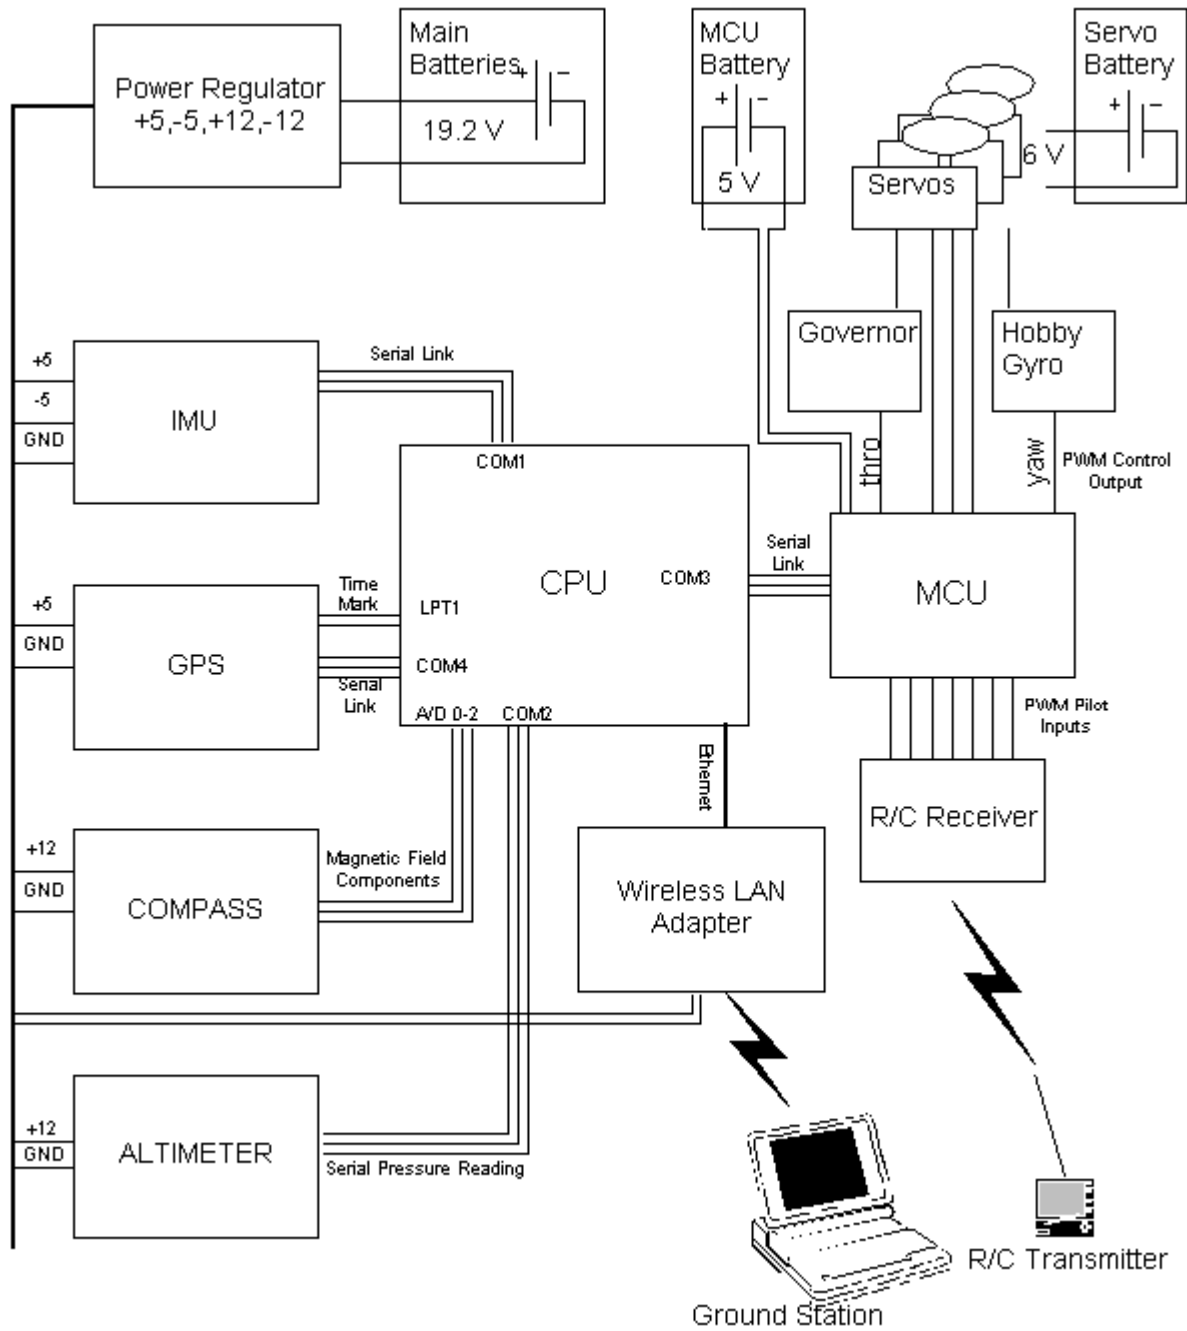 Power Regulator
+5,-5,+12,-12
Main
Batteries
+ −
19.2 V
MCU
Battery
+ −
5 V
Servo
Battery
+ −
6 V
Servos
Governor
Hobby
Gyro
thro
yaw
PWM Control
Output
+5
-5
GND
IMU
Serial Link
COM1
CPU
COM3
Serial
Link
MCU
+5
GND
GPS
Time
Mark
LPT1
COM4
Serial
Link
A/D 0-2
COM2
PWM Pilot
Inputs
R/C Receiver
Ethernet
+12
GND
COMPASS
Magnetic Field
Components
Wireless LAN
Adapter
+12
GND
ALTIMETER
Serial Pressure Reading
R/C Transmitter
Ground Station